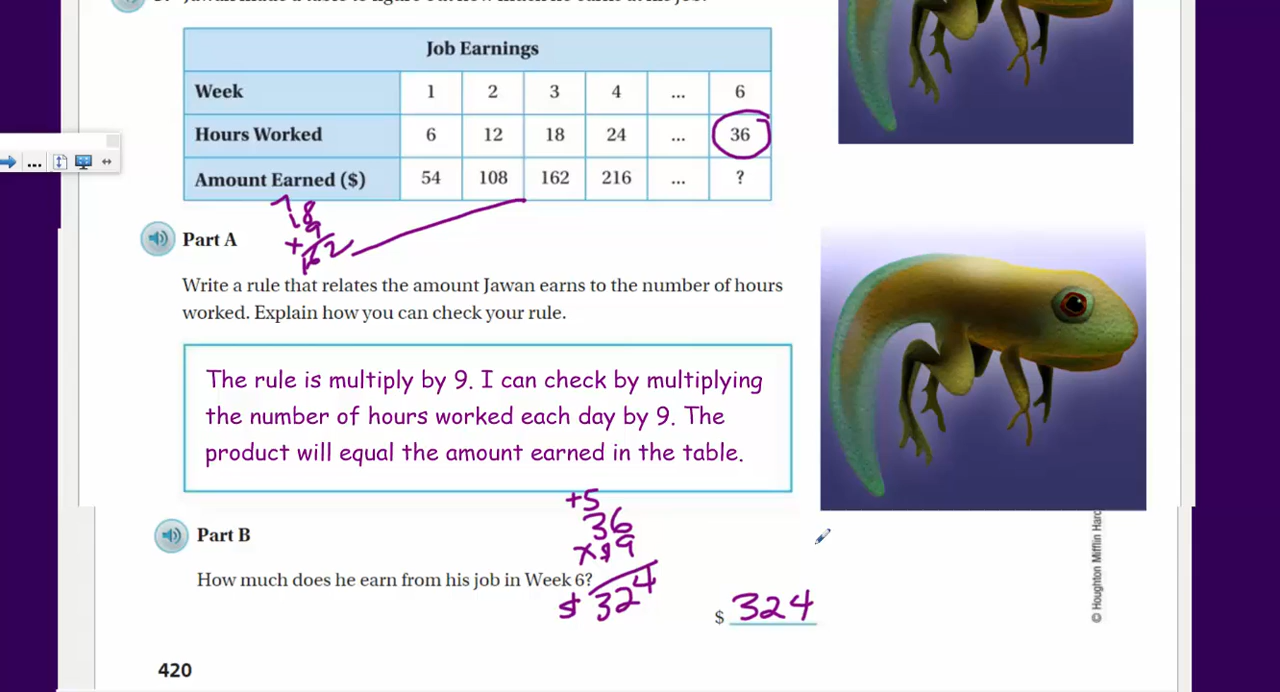 Job Earnings
Week 1 2 3 4 ... 6
Hours Worked 6 12 18 24 ... 36
Amount Earned ($) 54 108 162 216 ... ?
18
9
+
162
Part A
Write a rule that relates the amount Jawan earns to the number of hours
worked. Explain how you can check your rule.
The rule is multiply by 9. I can check by multiplying
the number of hours worked each day by 9. The
product will equal the amount earned in the table.
+5
36
x$9
$324
Part B
How much does he earn from his job in Week 6?
$ 324
420